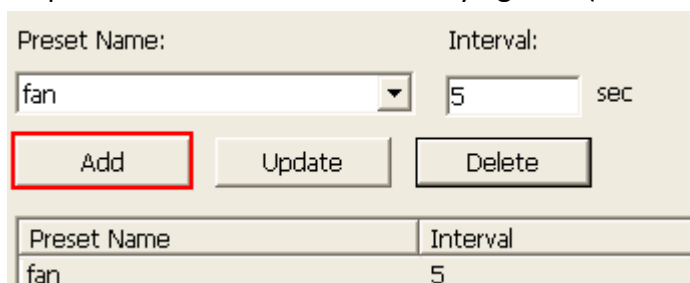 Preset Name: Interval:
fan 5 sec
Add Update Delete
Preset Name Interval
fan 5